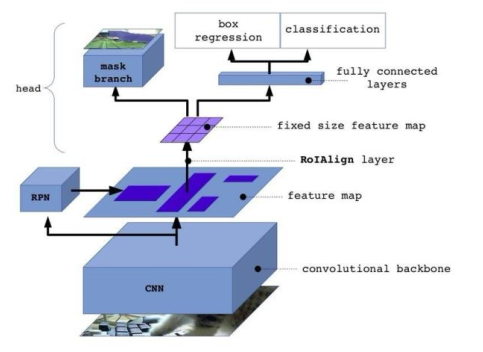 box
regression
classification
mask
branch
head
fully connected
layers
fixed size feature map
RoIAlign layer
RPN
feature map
convolutional backbone
CNN